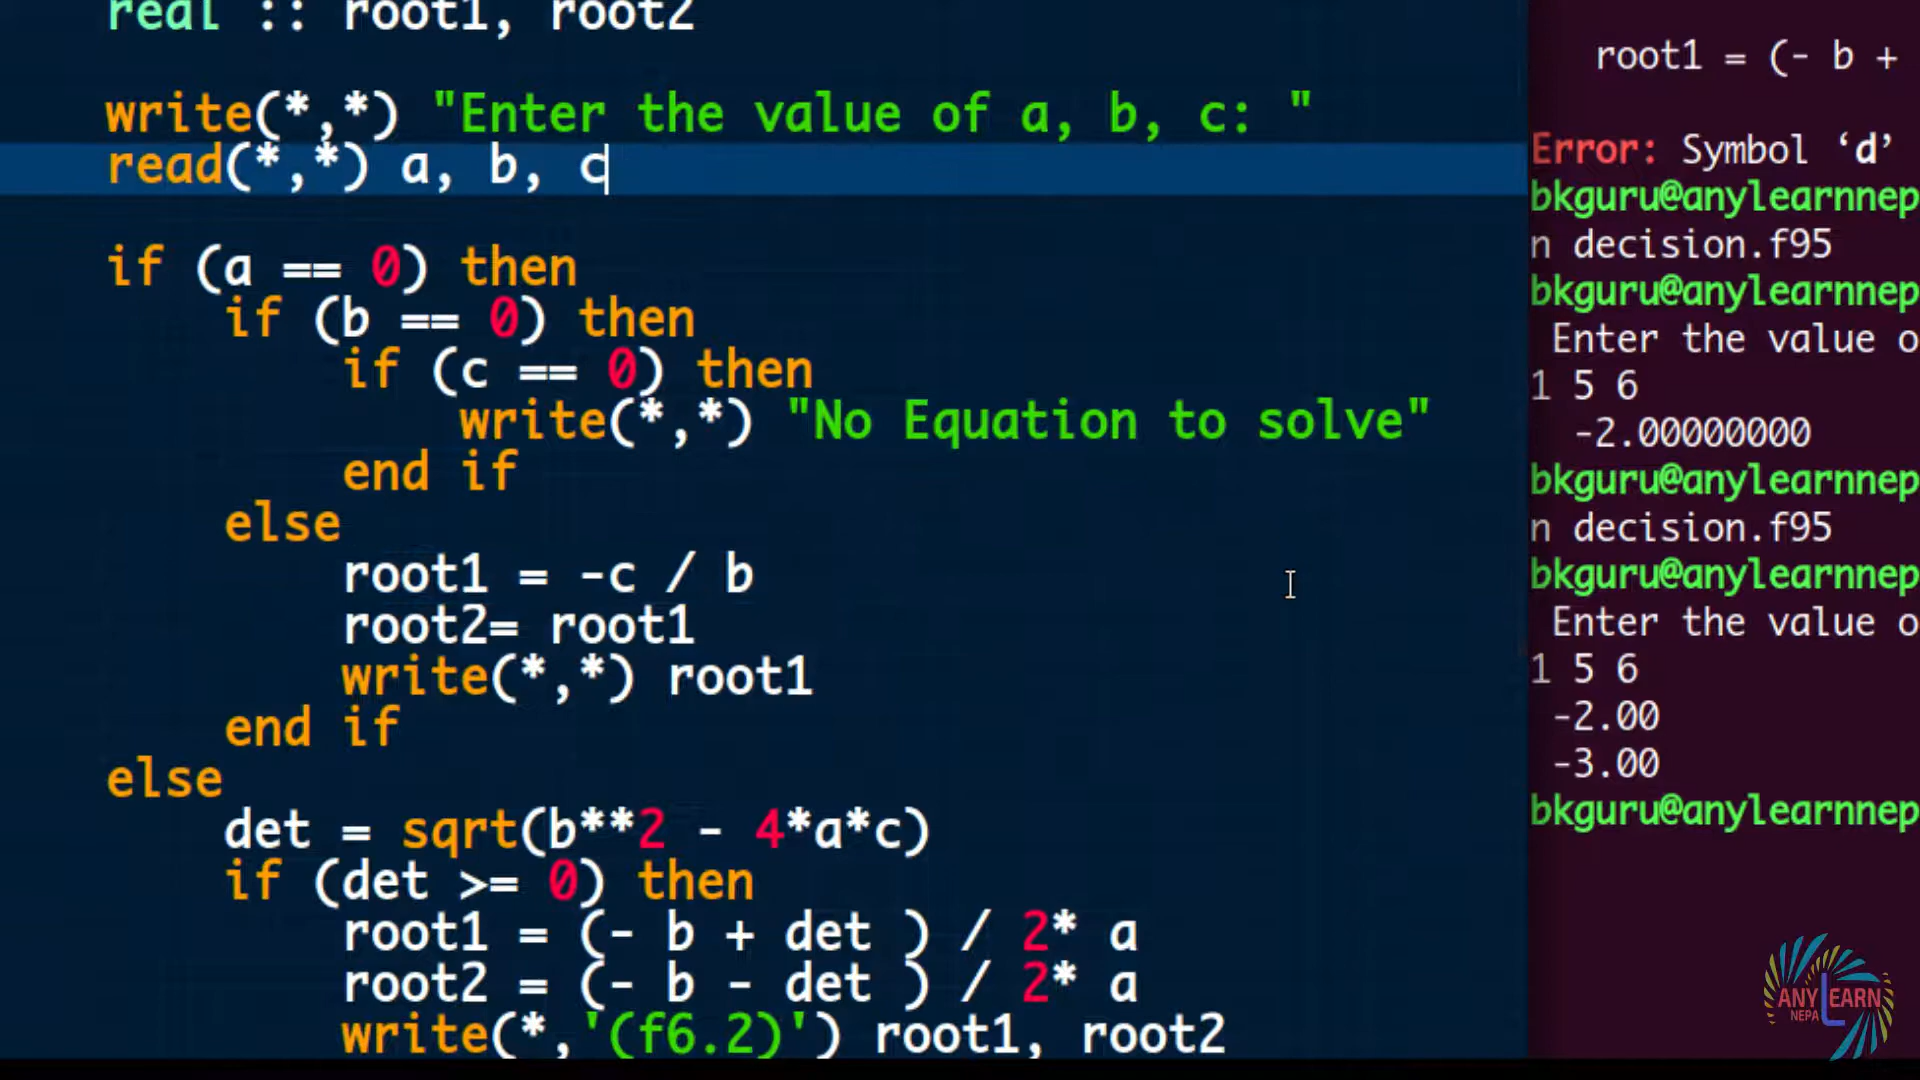 real :: root1, root2
write(*,*) "Enter the value of a, b, c: "
read(*,*) a, b, c
if (a == 0) then
if (b == 0) then
if (c == 0) then
write(*,*) "No Equation to solve"
end if
else
root1 = -c / b
root2= root1
write(*,*) root1
end if
else
det = sqrt(b**2 - 4*a*c)
if (det >= 0) then
root1 = (- b + det ) / 2* a
root2 = (- b - det ) / 2* a
write(*,'(f6.2)') root1, root2
root1 = (- b +
Error: Symbol ‘d’
bkguru@anylearnnep
n decision.f95
bkguru@anylearnnep
Enter the value o
1 5 6
-2.00000000
bkguru@anylearnnep
n decision.f95
bkguru@anylearnnep
Enter the value o
1 5 6
-2.00
-3.00
bkguru@anylearnnep
ANY LEARN
NEPAL